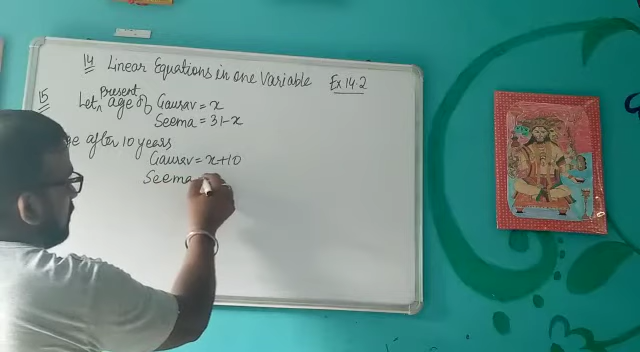 14 Linear Equations in one Variable Ex 14.2
15 Let Present age of Gaurav = x
Seema = 31-x
after 10 years
Gaurav = x+10
Seema